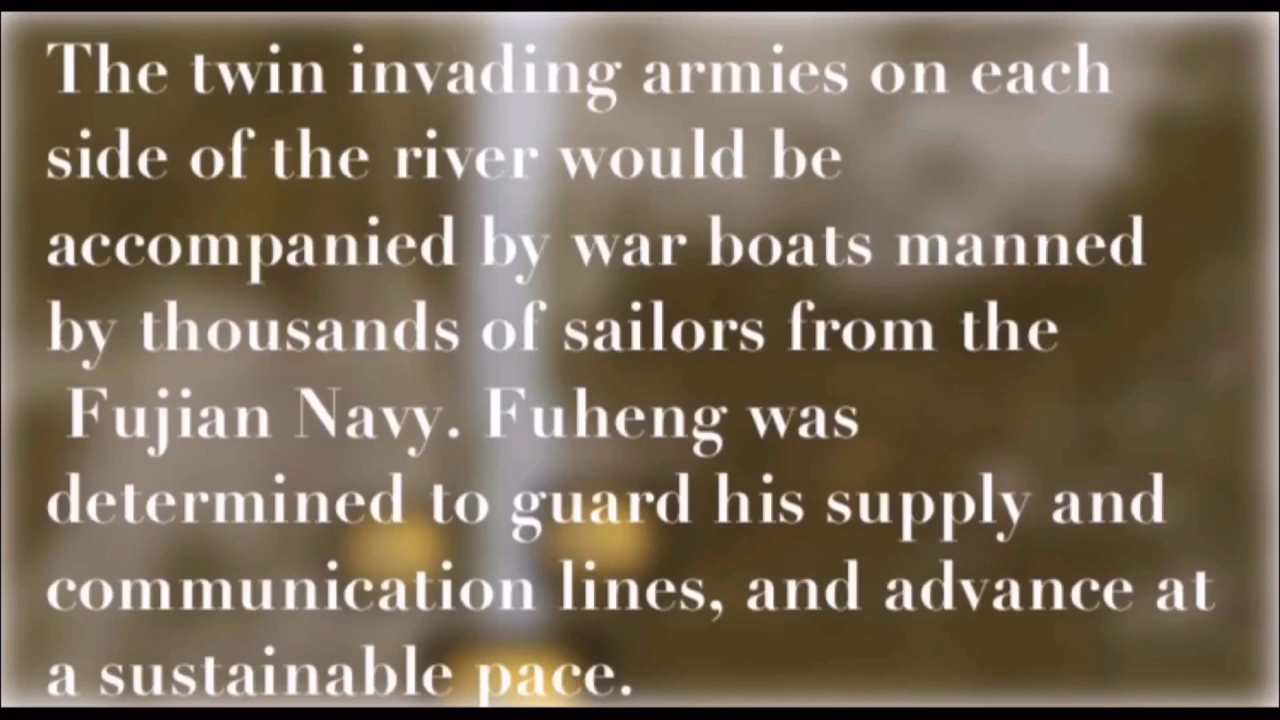 The twin invading armies on each
side of the river would be
accompanied by war boats manned
by thousands of sailors from the
Fujian Navy. Fuheng was
determined to guard his supply and
communication lines, and advance at
a sustainable pace.